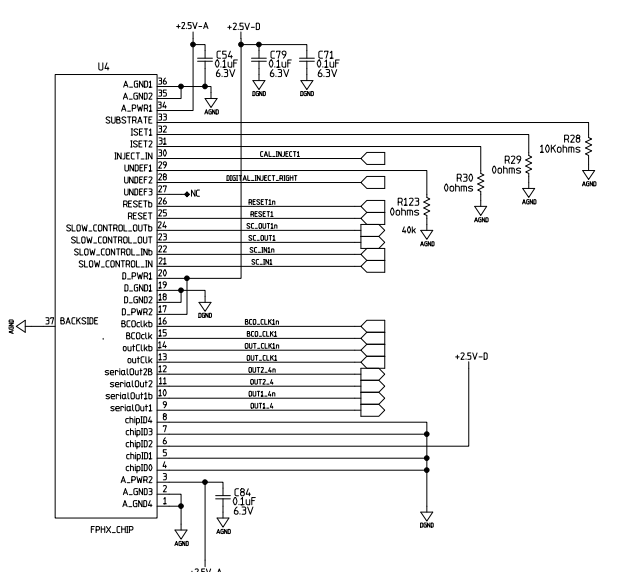 +2.5V-A +2.5V-D
U4
C54 0.1uF 6.3V
C79 0.1uF 6.3V
C71 0.1uF 6.3V
DGND DGND
A_GND1 36
A_GND2 35
AGND
A_PWR1 34
SUBSTRATE 33
ISET1 32
ISET2 31
INJECT_IN 30 CAL_INJECT1
UNDEF1 29
UNDEF2 28 DIGITAL_INJECT_RIGHT
UNDEF3 27 NC
RESETb 26 RESET1n
RESET 25 RESET1
SLOW_CONTROL_OUTb 24 SC_OUT1n
SLOW_CONTROL_OUT 23 SC_OUT1
SLOW_CONTROL_INb 22 SC_IN1n
SLOW_CONTROL_IN 21 SC_IN1
R28 10Kohms
AGND
R29 0ohms
AGND
R30 0ohms
AGND
R123 0ohms
40k
AGND
D_PWR1 20
D_GND1 19
D_GND2 18
D_PWR2 17
DGND
AGND 37 BACKSIDE
BCOclkb 16 BCO_CLK1n
BCOclk 15 BCO_CLK1
outClkb 14 OUT_CLK1n
outClk 13 OUT_CLK1
serialOut2B 12 OUT2_4n
serialOut2 11 OUT2_4
serialOut1b 10 OUT1_4n
serialOut1 9 OUT1_4
+2.5V-D
chipID4 8
chipID3 7
chipID2 6
chipID1 5
chipID0 4
A_PWR2 3
A_GND3 2
A_GND4 1
C84 0.1uF 6.3V
AGND
AGND
DGND
FPHX_CHIP
+2.5V-A